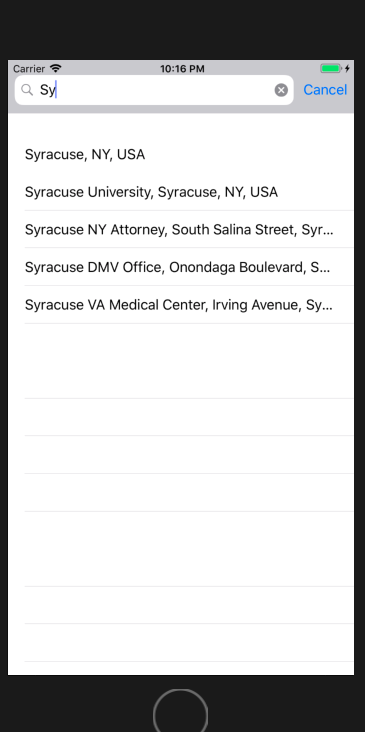 Carrier 10:16 PM
Sy Cancel
Syracuse, NY, USA
Syracuse University, Syracuse, NY, USA
Syracuse NY Attorney, South Salina Street, Syr...
Syracuse DMV Office, Onondaga Boulevard, S...
Syracuse VA Medical Center, Irving Avenue, Sy...